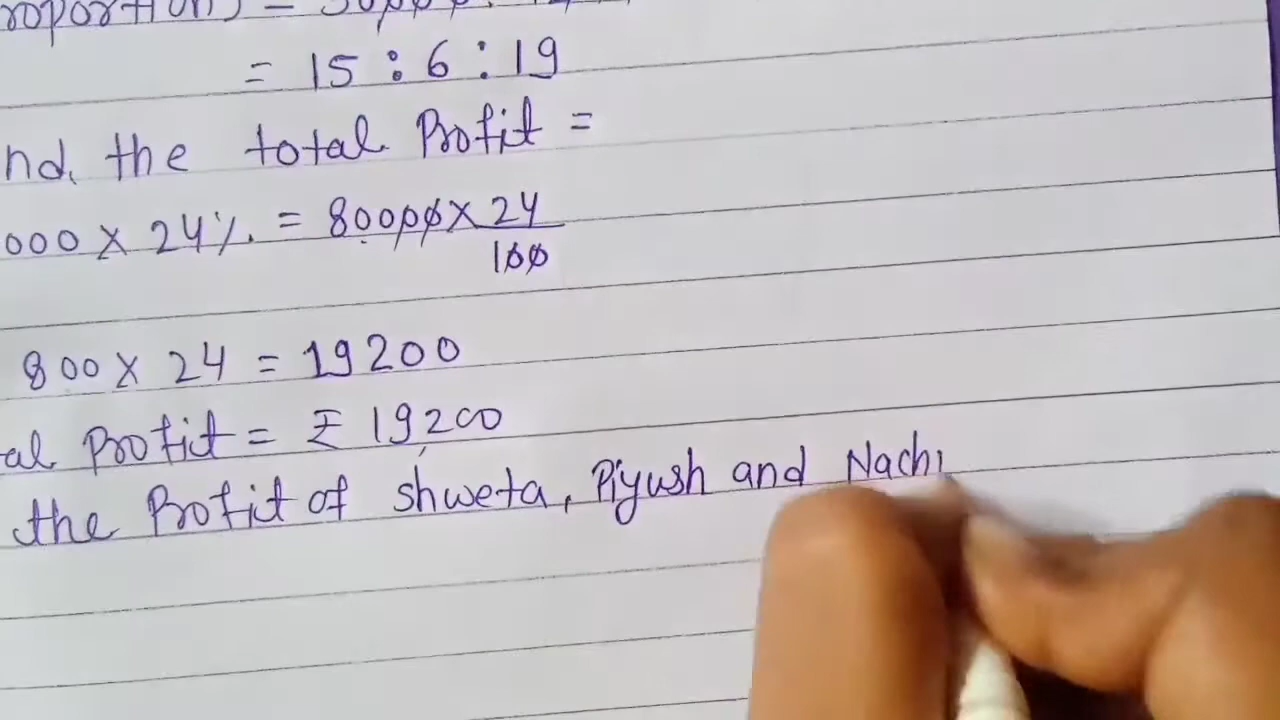 = 15 : 6 : 19
nd the total Profit =
000 x 24% = 80000 x 24
100
800 x 24 = 19200
al Profit = ₹ 19200
the Profit of shweta, Piyush and Nachi